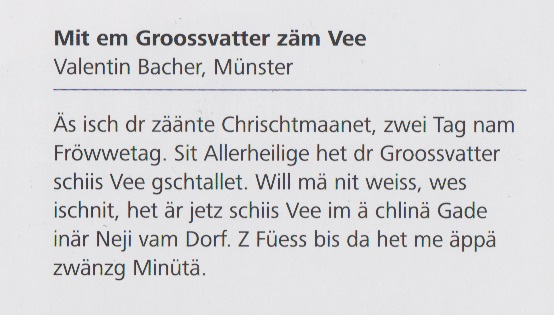 Mit em Groossvatter zäm Vee
Valentin Bacher, Münster
Äs isch dr zäänte Chrischtmaanet, zwei Tag nam
Fröwwetag. Sit Allerheilige het dr Groossvatter
schiis Vee gschtallet. Will mä nit weiss, wes
ischnit, het är jetz schiis Vee im ä chlinä Gade
inär Neji vam Dorf. Z Füess bis da het me äppä
zwänzg Minütä.